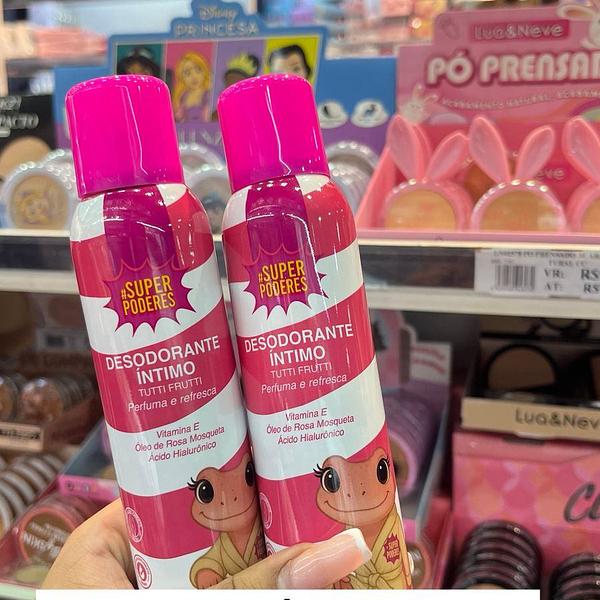 Disney
PRINCESA
Lua&Neve
PÓ PRENSAD
#SUPER
PODERES
DESODORANTE
ÍNTIMO
TUTTI FRUTTI
Perfuma e refresca
Vitamina E
Óleo de Rosa Mosqueta
Ácido Hialurônico
#SUPER
PODERES
DESODORANTE
ÍNTIMO
TUTTI FRUTTI
Perfuma e refresca
Vitamina E
Óleo de Rosa Mosqueta
Ácido Hialurônico
VR: R$
AT: R$
Lua&Neve